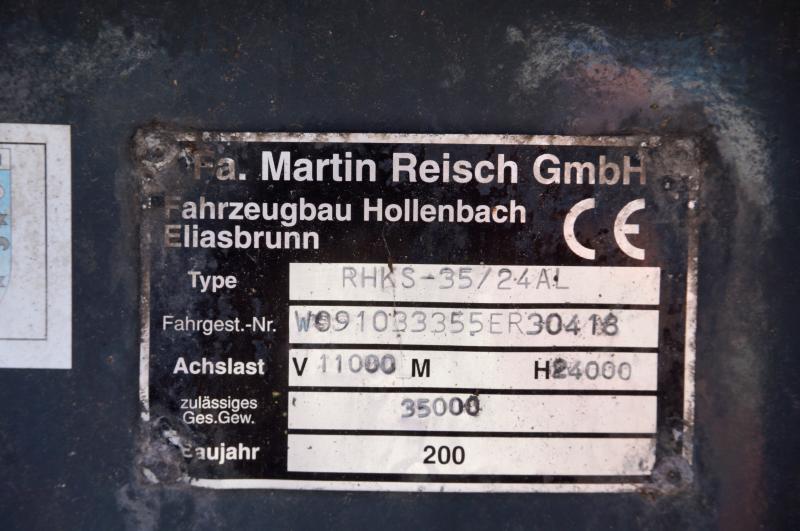 Fa. Martin Reisch GmbH
Fahrzeugbau Hollenbach
Eliasbrunn
CE
Type RHKS-35/24AL
Fahrgest.-Nr. W091033355ER30418
Achslast V 11000 M H 24000
zulässiges
Ges.Gew. 35000
Baujahr 200